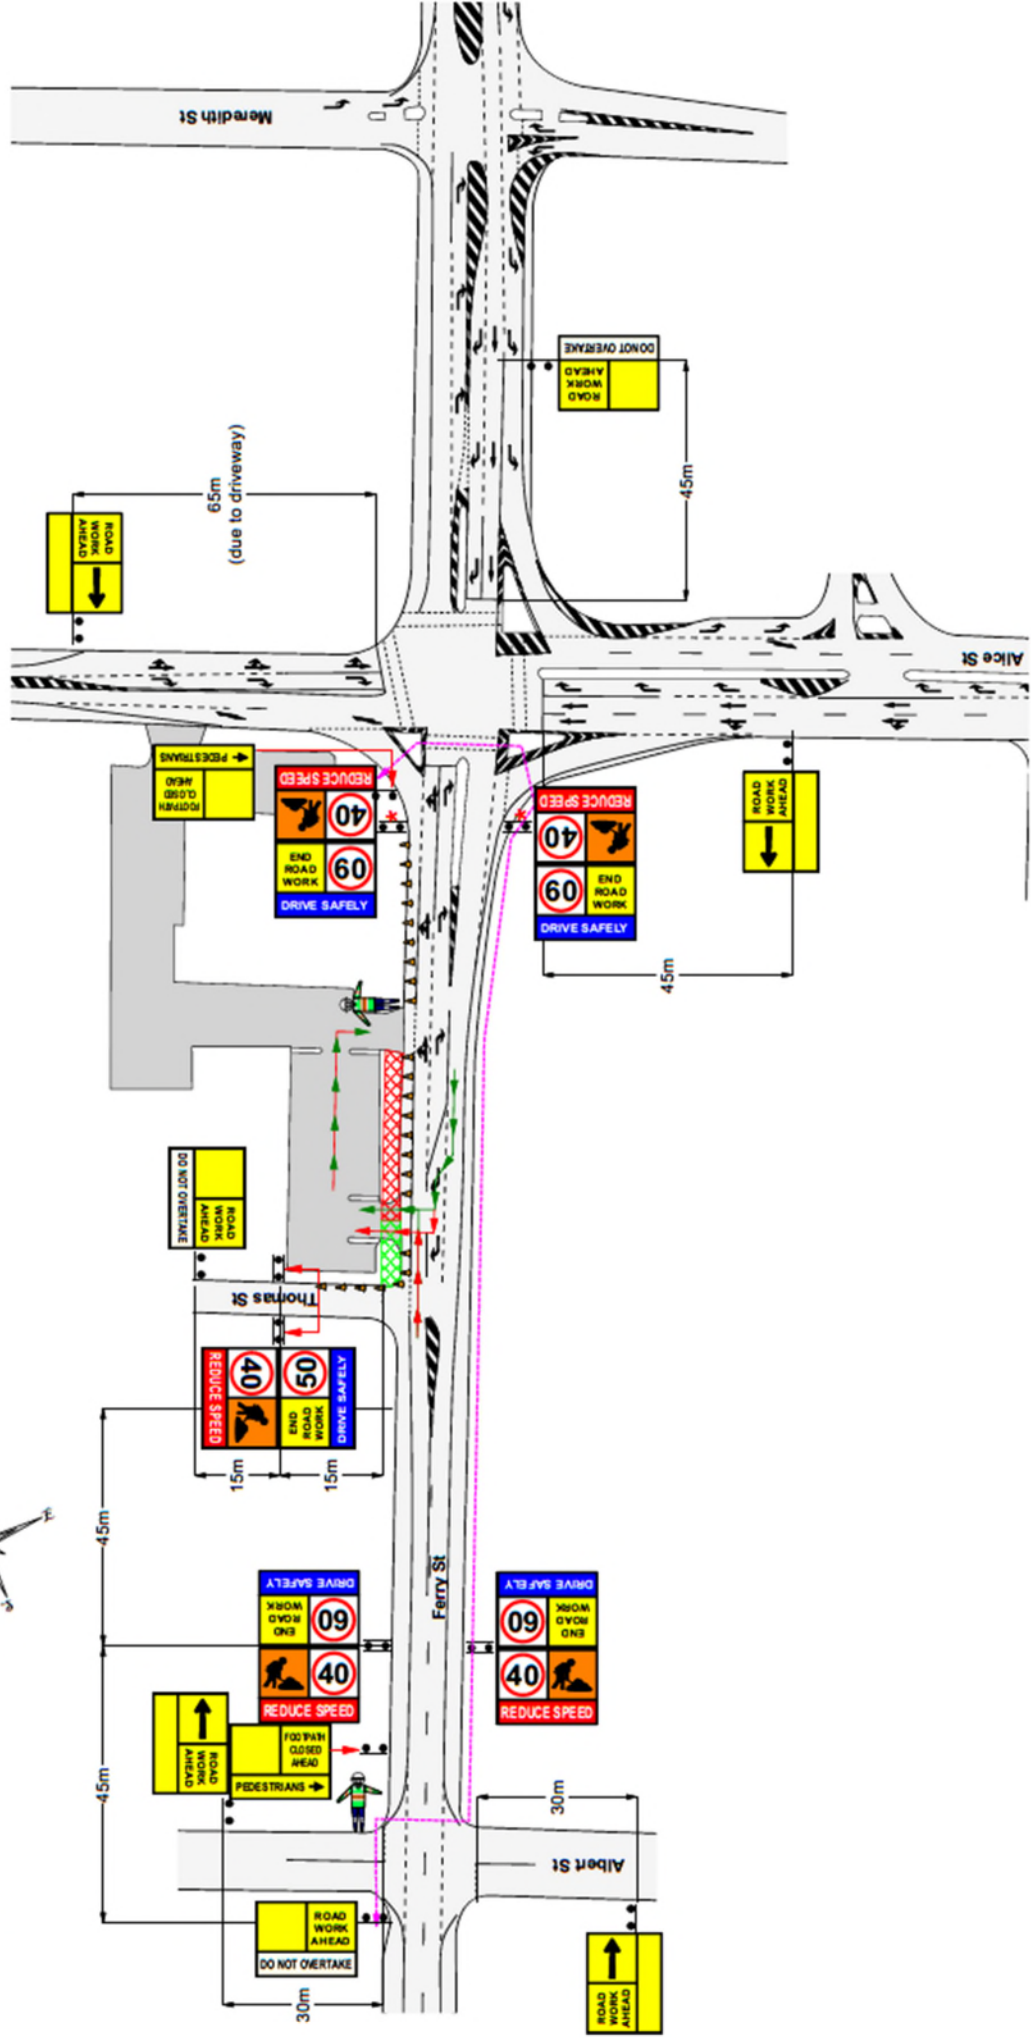 Meredith St
DO NOT OVERTAKE
ROAD
WORK
AHEAD
45m
65m
(due to driveway)
ROAD
WORK
AHEAD
Alice St
PEDESTRIANS
FOOTPATH
CLOSED
AHEAD
REDUCE SPEED
40
END
ROAD
WORK
60
DRIVE SAFELY
*
REDUCE SPEED
40
60
END
ROAD
WORK
DRIVE SAFELY
*
ROAD
WORK
AHEAD
45m
DO NOT OVERTAKE
ROAD
WORK
AHEAD
Thomas St
REDUCE SPEED
40
50
END
ROAD
WORK
DRIVE SAFELY
15m
15m
45m
E
Ferry St
DRIVE SAFELY
END
ROAD
WORK
60
40
REDUCE SPEED
DRIVE SAFELY
60
END
ROAD
WORK
40
REDUCE SPEED
ROAD
WORK
AHEAD
FOOTPATH
CLOSED
AHEAD
PEDESTRIANS
45m
30m
Albert St
ROAD
WORK
AHEAD
DO NOT OVERTAKE
30m
ROAD
WORK
AHEAD